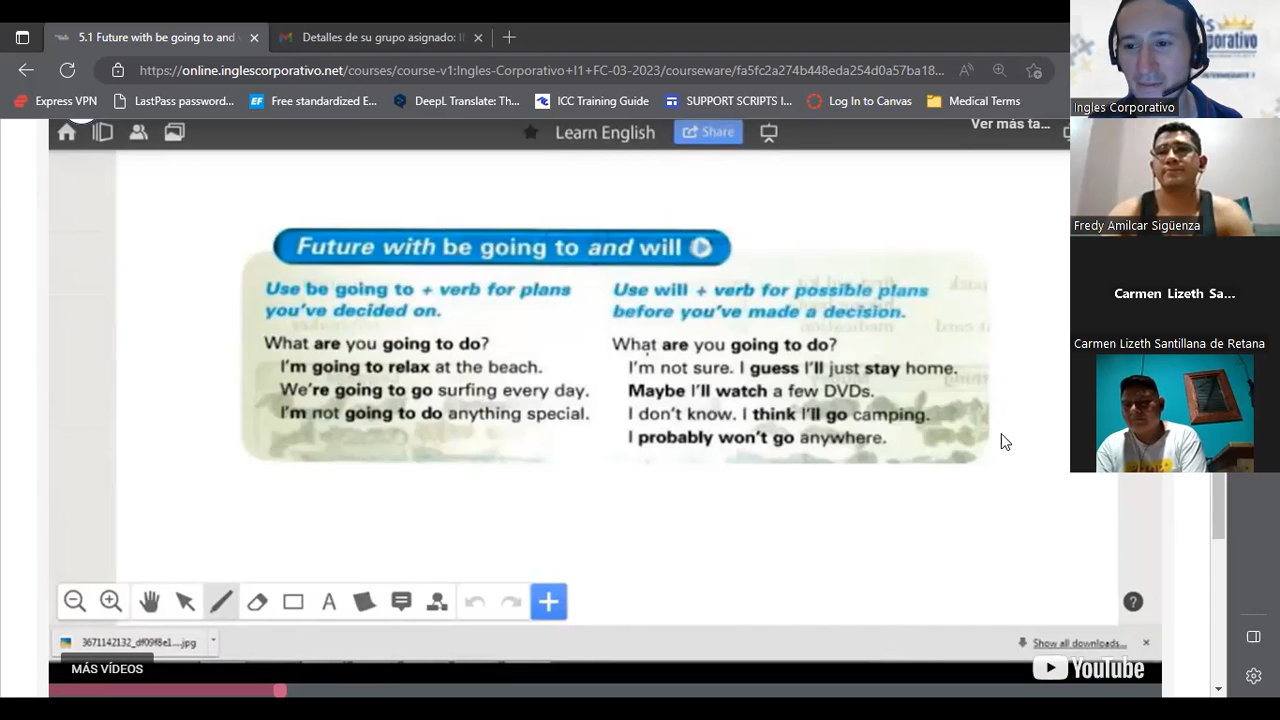 5.1 Future with be going to and
Detalles de su grupo asignado: I
https://online.inglescorporativo.net/courses/course-v1:Ingles-Corporativo+I1+FC-03-2023/courseware/fa5fc2a274b448eda254d0a57ba18...
Express VPN
LastPass password...
Free standardized E...
DeepL Translate: Th...
ICC Training Guide
SUPPORT SCRIPTS I...
Log In to Canvas
Medical Terms
Learn English
Share
Ver más ta...
Future with be going to and will
Use be going to + verb for plans
you've decided on.
What are you going to do?
I'm going to relax at the beach.
We're going to go surfing every day.
I'm not going to do anything special.
Use will + verb for possible plans
before you've made a decision.
What are you going to do?
I'm not sure. I guess I'll just stay home.
Maybe I'll watch a few DVDs.
I don't know. I think I'll go camping.
I probably won't go anywhere.
3671142132_df09f8e1....jpg
Show all downloads...
MÁS VÍDEOS
YouTube
porativo
Ingles Corporativo
Fredy Amilcar Sigüenza
Carmen Lizeth Sa...
Carmen Lizeth Santillana de Retana